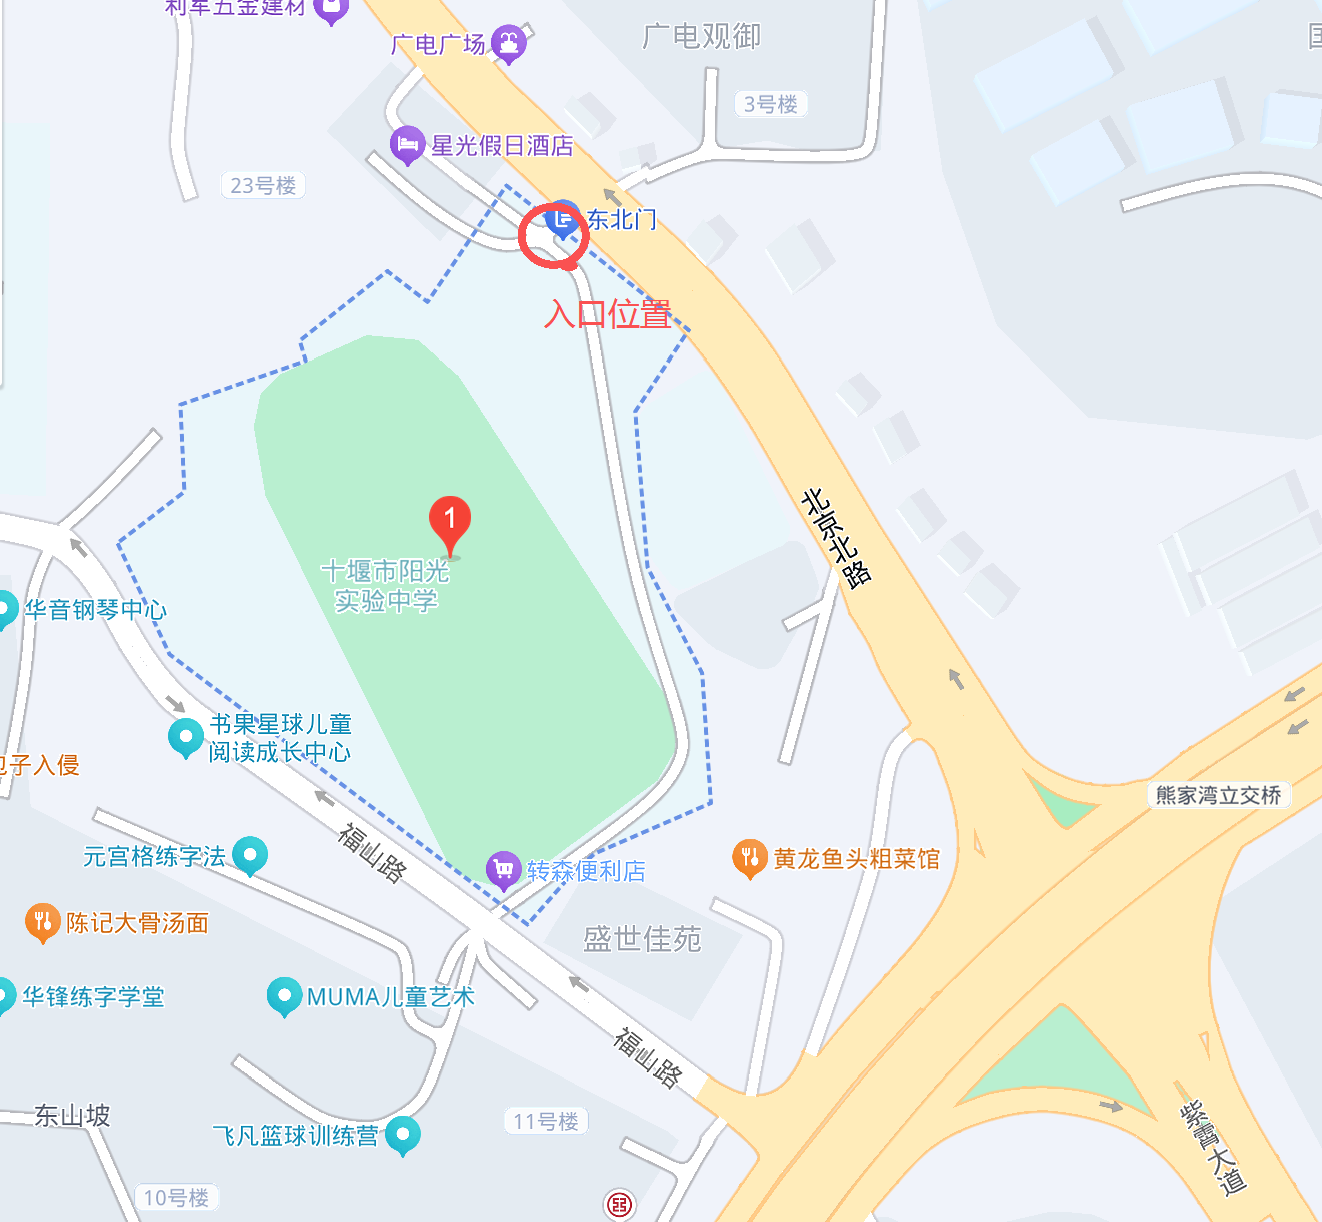 利军五金建材
广电广场
广电观御
3号楼
星光假日酒店
23号楼
东北门
入口位置
北京北路
1
十堰市阳光
实验中学
华音钢琴中心
书果星球儿童
阅读成长中心
子入侵
熊家湾立交桥
福山路
元宫格练字法
转森便利店
黄龙鱼头粗菜馆
陈记大骨汤面
盛世佳苑
华锋练字学堂
MUMA儿童艺术
福山路
东山坡
飞凡篮球训练营
11号楼
紫霄大道
10号楼